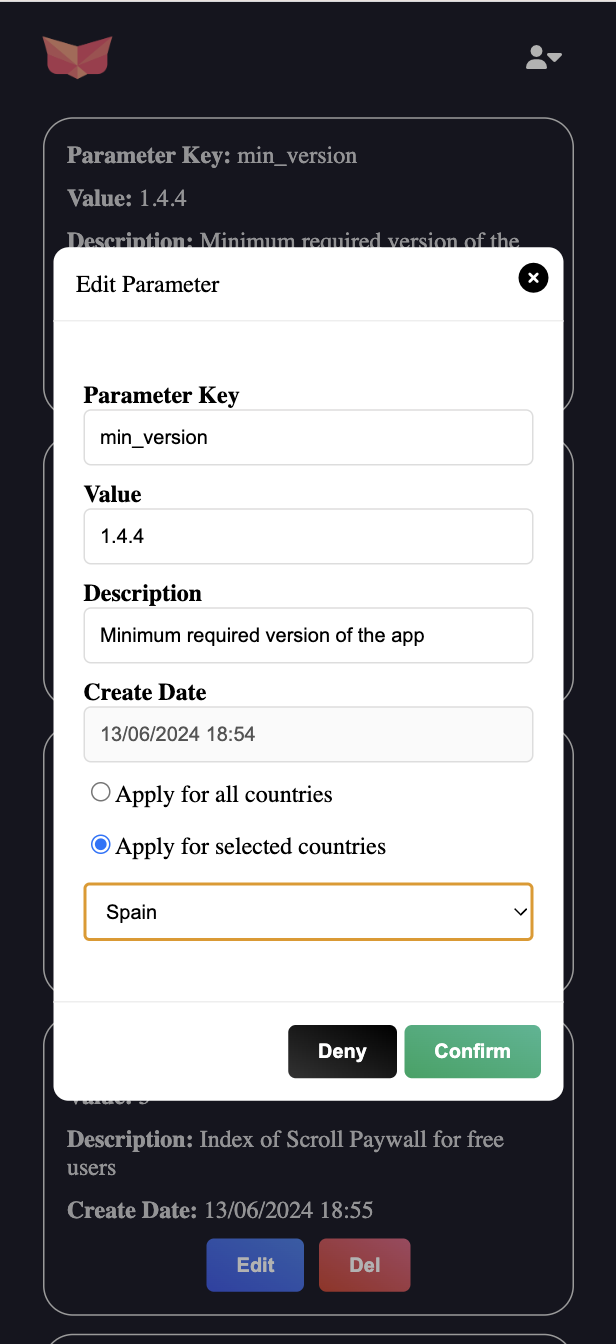 Parameter Key: min_version
Value: 1.4.4
Description: Minimum required version of the
Edit Parameter
Parameter Key
min_version
Value
1.4.4
Description
Minimum required version of the app
Create Date
13/06/2024 18:54
Apply for all countries
Apply for selected countries
Spain
Deny
Confirm
Description: Index of Scroll Paywall for free
users
Create Date: 13/06/2024 18:55
Edit
Del